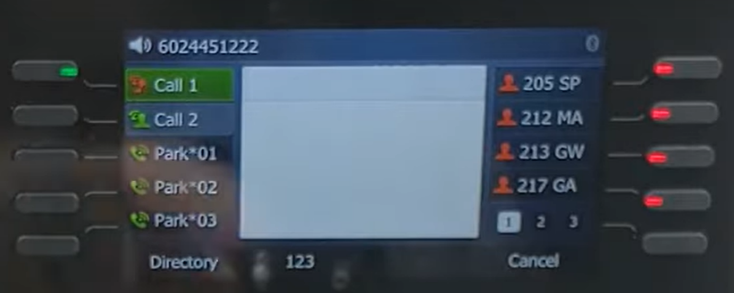 6024451222
Call 1
Call 2
Park*01
Park*02
Park*03
205 SP
212 MA
213 GW
217 GA
1 2 3
Directory 123 Cancel